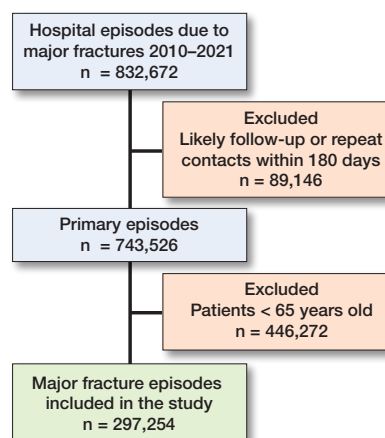 Hospital episodes due to
major fractures 2010–2021
n = 832,672
Excluded
Likely follow-up or repeat
contacts within 180 days
n = 89,146
Primary episodes
n = 743,526
Excluded
Patients < 65 years old
n = 446,272
Major fracture episodes
included in the study
n = 297,254